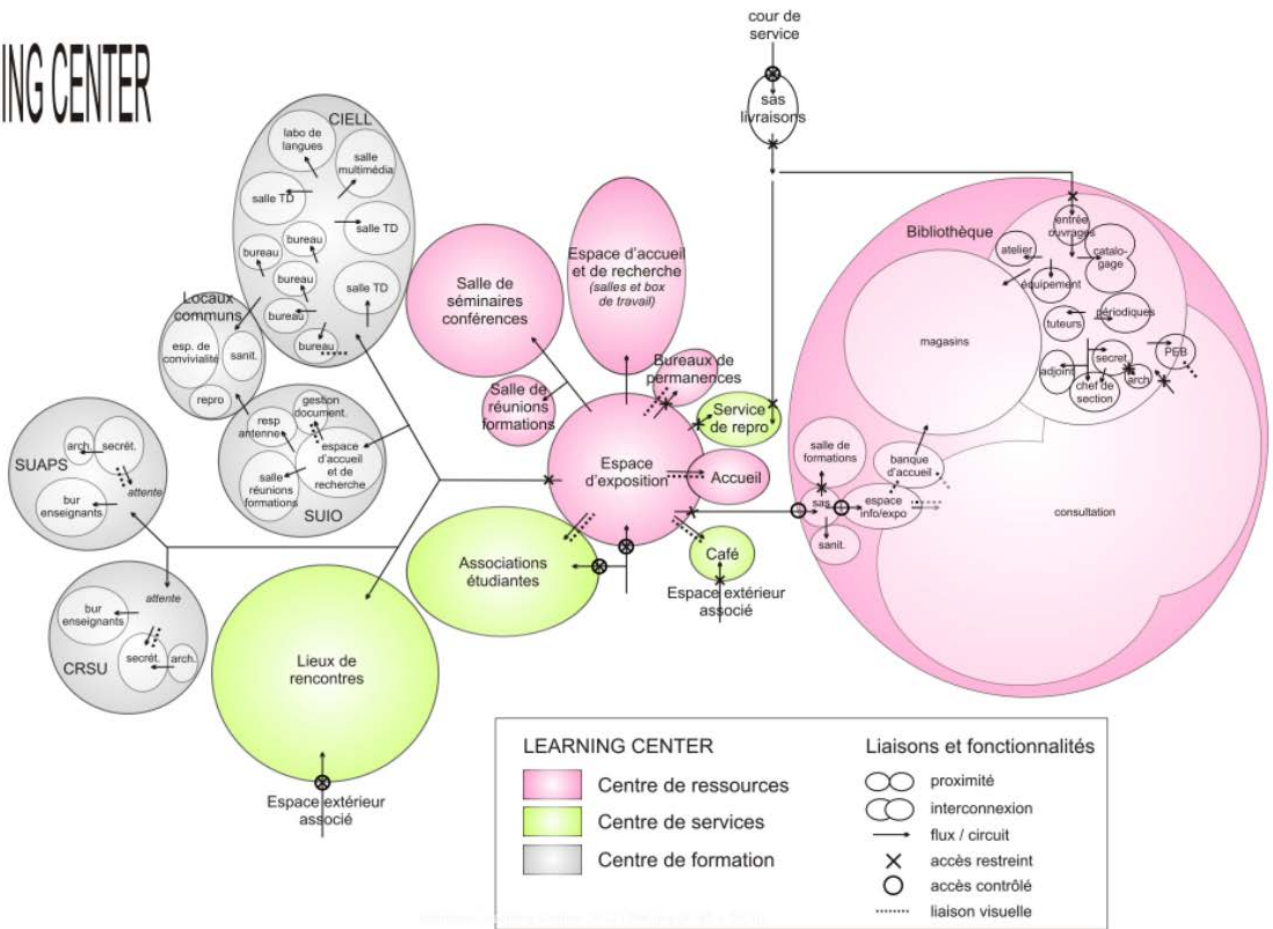 ING CENTER
cour de
service
sas
livraisons
CIELL
labo de
langues
salle
multimédia
salle TD
salle TD
bureau
bureau
bureau
salle TD
bureau
bureau
Locaux
communs
esp. de
convivialité
sanit.
repro
SUAPS
arch.
secrét.
attente
bur
enseignants
gestion
document.
resp
antenne
espace
d'accueil
et de
recherche
salle
réunions
formations
SUIO
attente
bur
enseignants
secrét.
arch.
CRSU
Salle de
séminaires
conférences
Espace d'accueil
et de recherche
(salles et box
de travail)
Salle de
réunions
formations
Bureaux de
permanences
Service
de repro
Espace
d'exposition
Accueil
Associations
étudiantes
Café
Espace extérieur
associé
Lieux de
rencontres
Espace extérieur
associé
Bibliothèque
entrée
ouvrages
atelier
catalo-
gage
équipement
périodiques
tuteurs
magasins
secret.
PEB
adjoint
arch
chef de
section
salle de
formations
banque
d'accueil
sas
espace
info/expo
sanit.
consultation
LEARNING CENTER
Centre de ressources
Centre de services
Centre de formation
Liaisons et fonctionnalités
proximité
interconnexion
flux / circuit
accès restreint
accès contrôlé
liaison visuelle